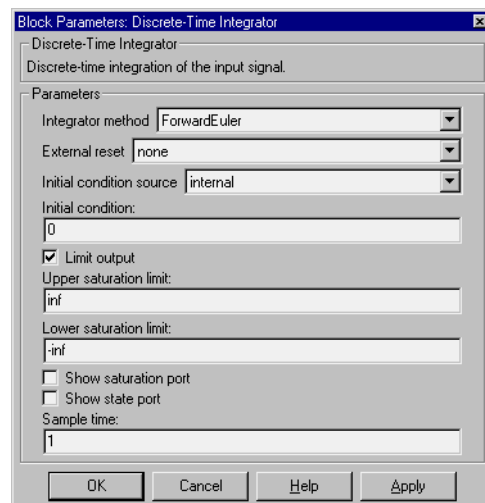 Block Parameters: Discrete-Time Integrator
Discrete-Time Integrator
Discrete-time integration of the input signal.
Parameters
Integrator method ForwardEuler
External reset none
Initial condition source internal
Initial condition:
0
Limit output
Upper saturation limit:
inf
Lower saturation limit:
-inf
Show saturation port
Show state port
Sample time:
1
OK Cancel Help Apply